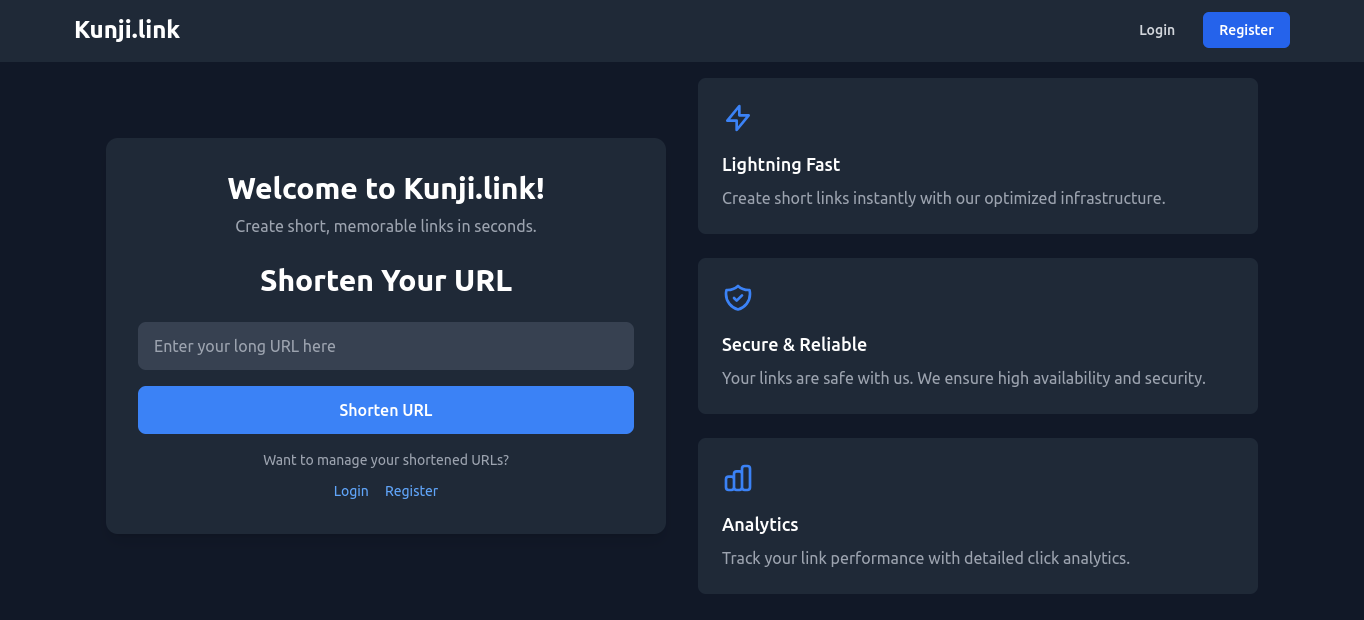 Kunji.link
Login
Register
Welcome to Kunji.link!
Create short, memorable links in seconds.
Shorten Your URL
Enter your long URL here
Shorten URL
Want to manage your shortened URLs?
Login Register
Lightning Fast
Create short links instantly with our optimized infrastructure.
Secure & Reliable
Your links are safe with us. We ensure high availability and security.
Analytics
Track your link performance with detailed click analytics.